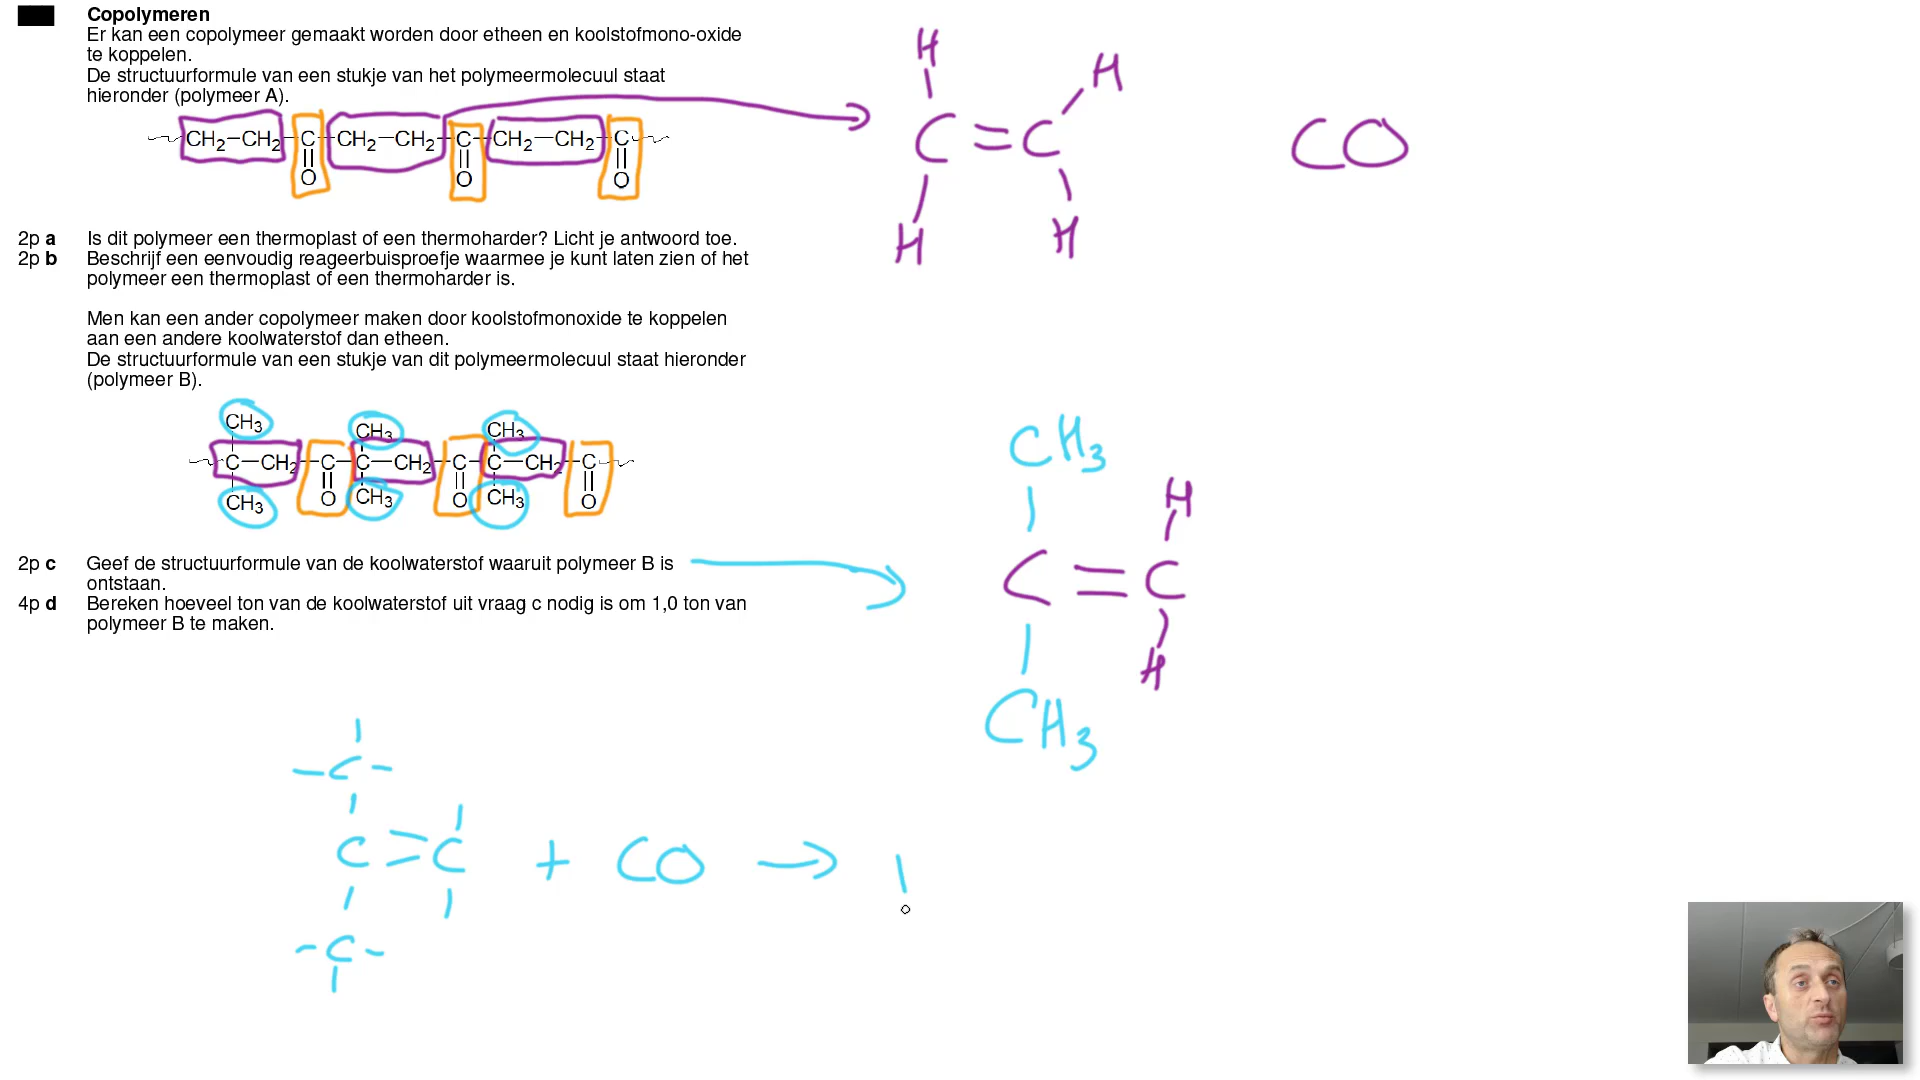 Copolymeren
Er kan een copolymeer gemaakt worden door etheen en koolstofmono-oxide
te koppelen.
De structuurformule van een stukje van het polymeermolecuul staat
hieronder (polymeer A).
CH2 CH2 C CH2 CH2 C CH2 CH2 C
O O O
H H
C = C
H H
CO
2p a Is dit polymeer een thermoplast of een thermoharder? Licht je antwoord toe.
2p b Beschrijf een eenvoudig reageerbuisproefje waarmee je kunt laten zien of het
polymeer een thermoplast of een thermoharder is.
Men kan een ander copolymeer maken door koolstofmonoxide te koppelen
aan een andere koolwaterstof dan etheen.
De structuurformule van een stukje van dit polymeermolecuul staat hieronder
(polymeer B).
CH3 CH3 CH3
C CH2 C C CH2 C C CH2 C
CH3 O CH3 O CH3 O
CH3
H
C = C
H
CH3
2p c Geef de structuurformule van de koolwaterstof waaruit polymeer B is
ontstaan.
4p d Bereken hoeveel ton van de koolwaterstof uit vraag c nodig is om 1,0 ton van
polymeer B te maken.
- C -
C = C + CO → 
- C -